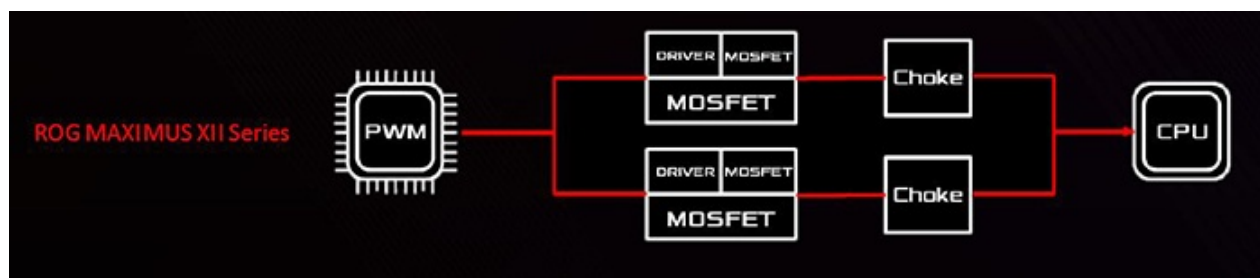 ROG MAXIMUS XII Series
PWM
DRIVER MOSFET
MOSFET
Choke
DRIVER MOSFET
MOSFET
Choke
CPU